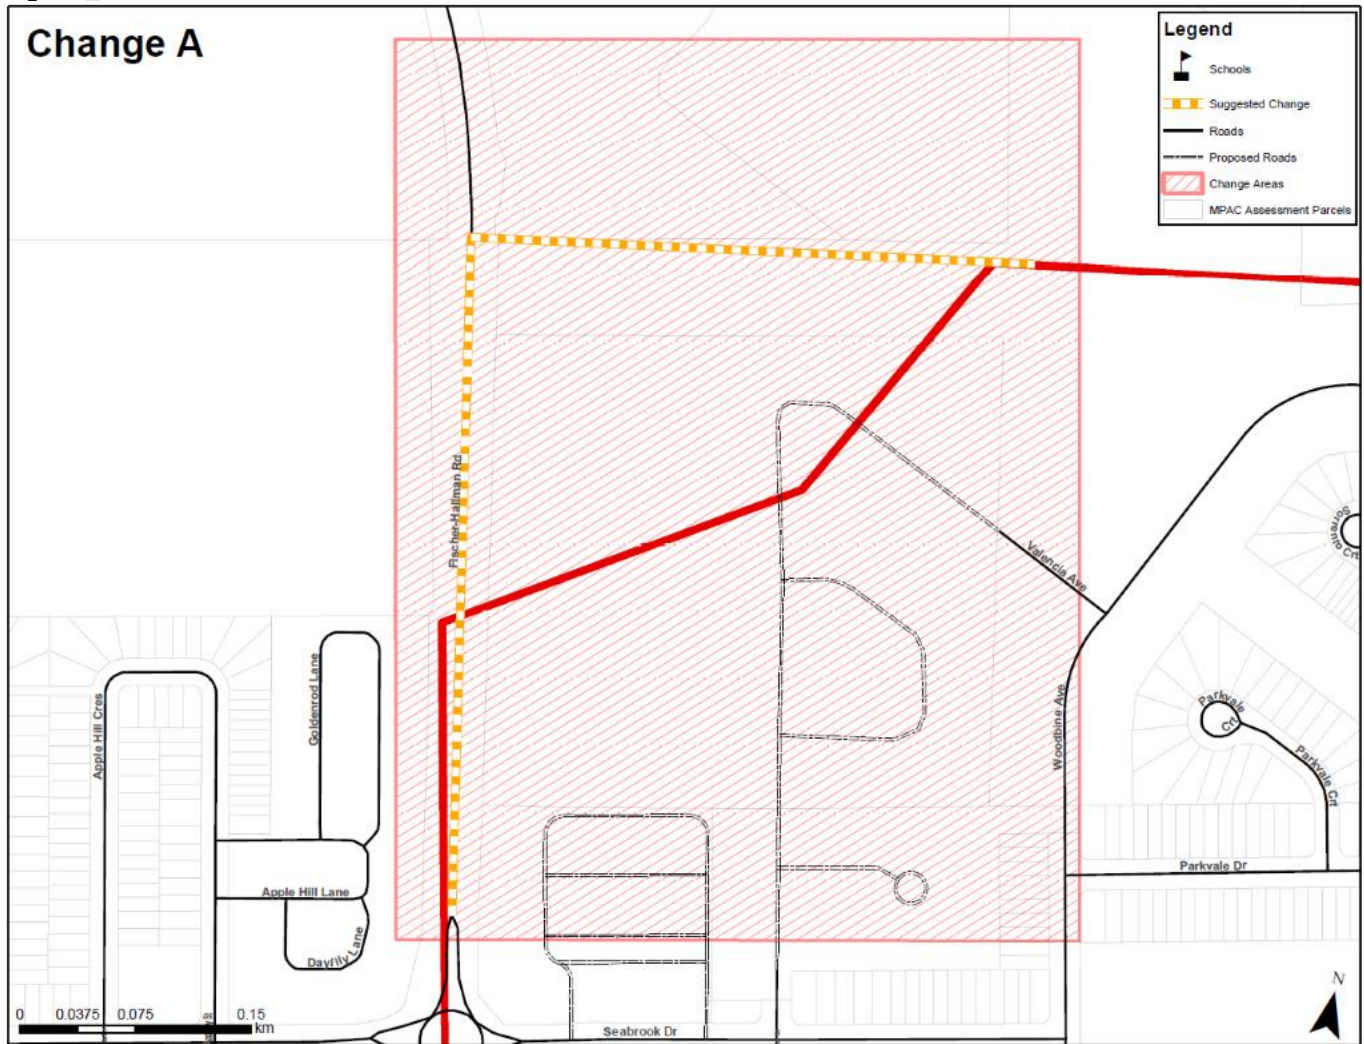 Change A
Legend
Schools
Suggested Change
Roads
Proposed Roads
Change Areas
MPAC Assessment Parcels
Fischer-Hallman Rd
Valencia Ave
Sorrento Crt
Goldenrod Lane
Apple Hill Cres
Woodbine Ave
Parkvale Crt
Parkvale Crt
Parkvale Dr
Apple Hill Lane
Daylily Lane
N
0 0.0375 0.075 0.15
km
Seabrook Dr